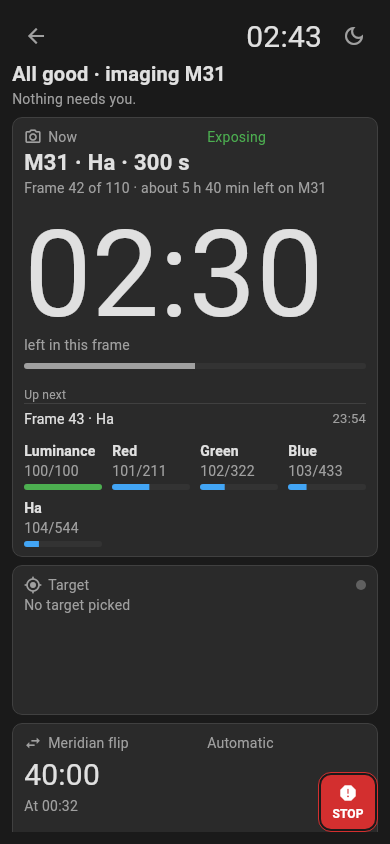 02:43
All good · imaging M31
Nothing needs you.
Now
Exposing
M31 · Ha · 300 s
Frame 42 of 110 · about 5 h 40 min left on M31
02:30
left in this frame
Up next
Frame 43 · Ha
23:54
Luminance Red Green Blue
100/100 101/211 102/322 103/433
Ha
104/544
Target
No target picked
Meridian flip
Automatic
40:00
At 00:32
STOP